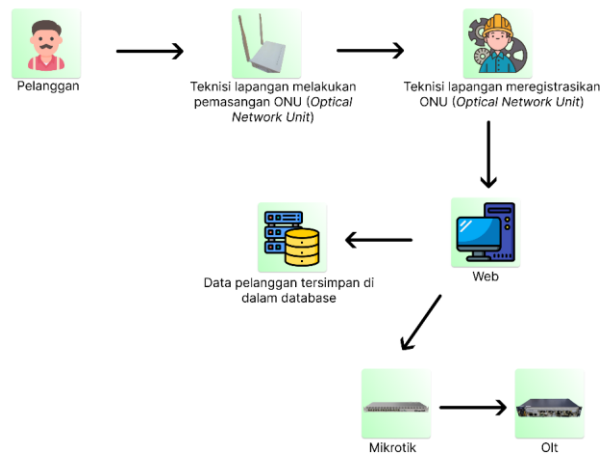 Pelanggan
Teknisi lapangan melakukan
pemasangan ONU (Optical
Network Unit)
Teknisi lapangan meregistrasikan
ONU (Optical Network Unit)
Data pelanggan tersimpan di
dalam database
Web
Mikrotik
Olt